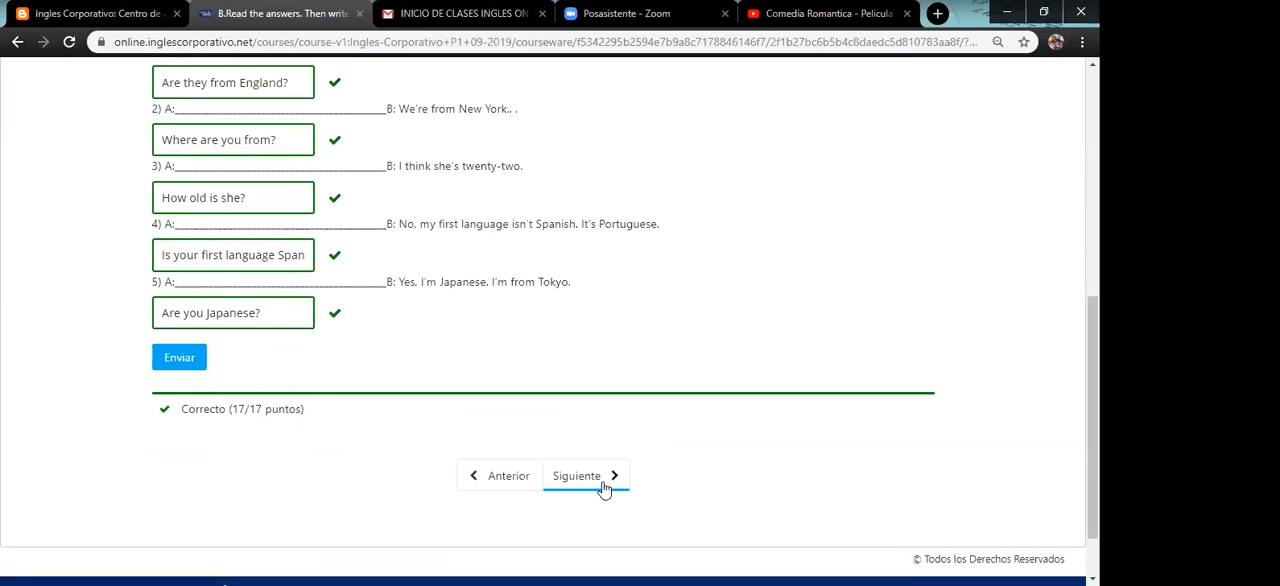 Ingles Corporativo: Centro de
B.Read the answers. Then write
INICIO DE CLASES INGLES ON
Posasistente - Zoom
Comedia Romantica - Pelicula
online.inglescorporativo.net/courses/course-v1:Ingles-Corporativo+P1+09-2019/courseware/f5342295b2594e7b9a8c7178846146f7/2f1b27bc6b5b4c8daedc5d810783aa8f/?...
Are they from England?
2) A:________________________________________B: We're from New York.. .
Where are you from?
3) A:________________________________________B: I think she's twenty-two.
How old is she?
4) A:________________________________________B: No, my first language isn't Spanish. It's Portuguese.
Is your first language Span
5) A:________________________________________B: Yes, I'm Japanese. I'm from Tokyo.
Are you Japanese?
Enviar
Correcto (17/17 puntos)
Anterior
Siguiente
© Todos los Derechos Reservados